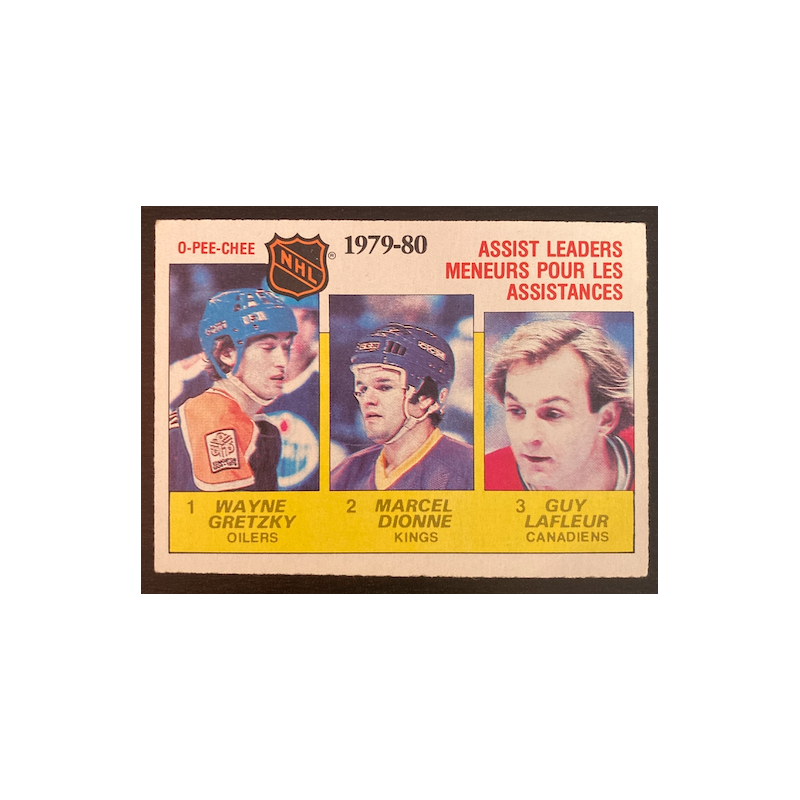 O-PEE-CHEE
NHL
®
1979-80
ASSIST LEADERS
MENEURS POUR LES
ASSISTANCES
1 WAYNE
GRETZKY
OILERS
2 MARCEL
DIONNE
KINGS
3 GUY
LAFLEUR
CANADIENS